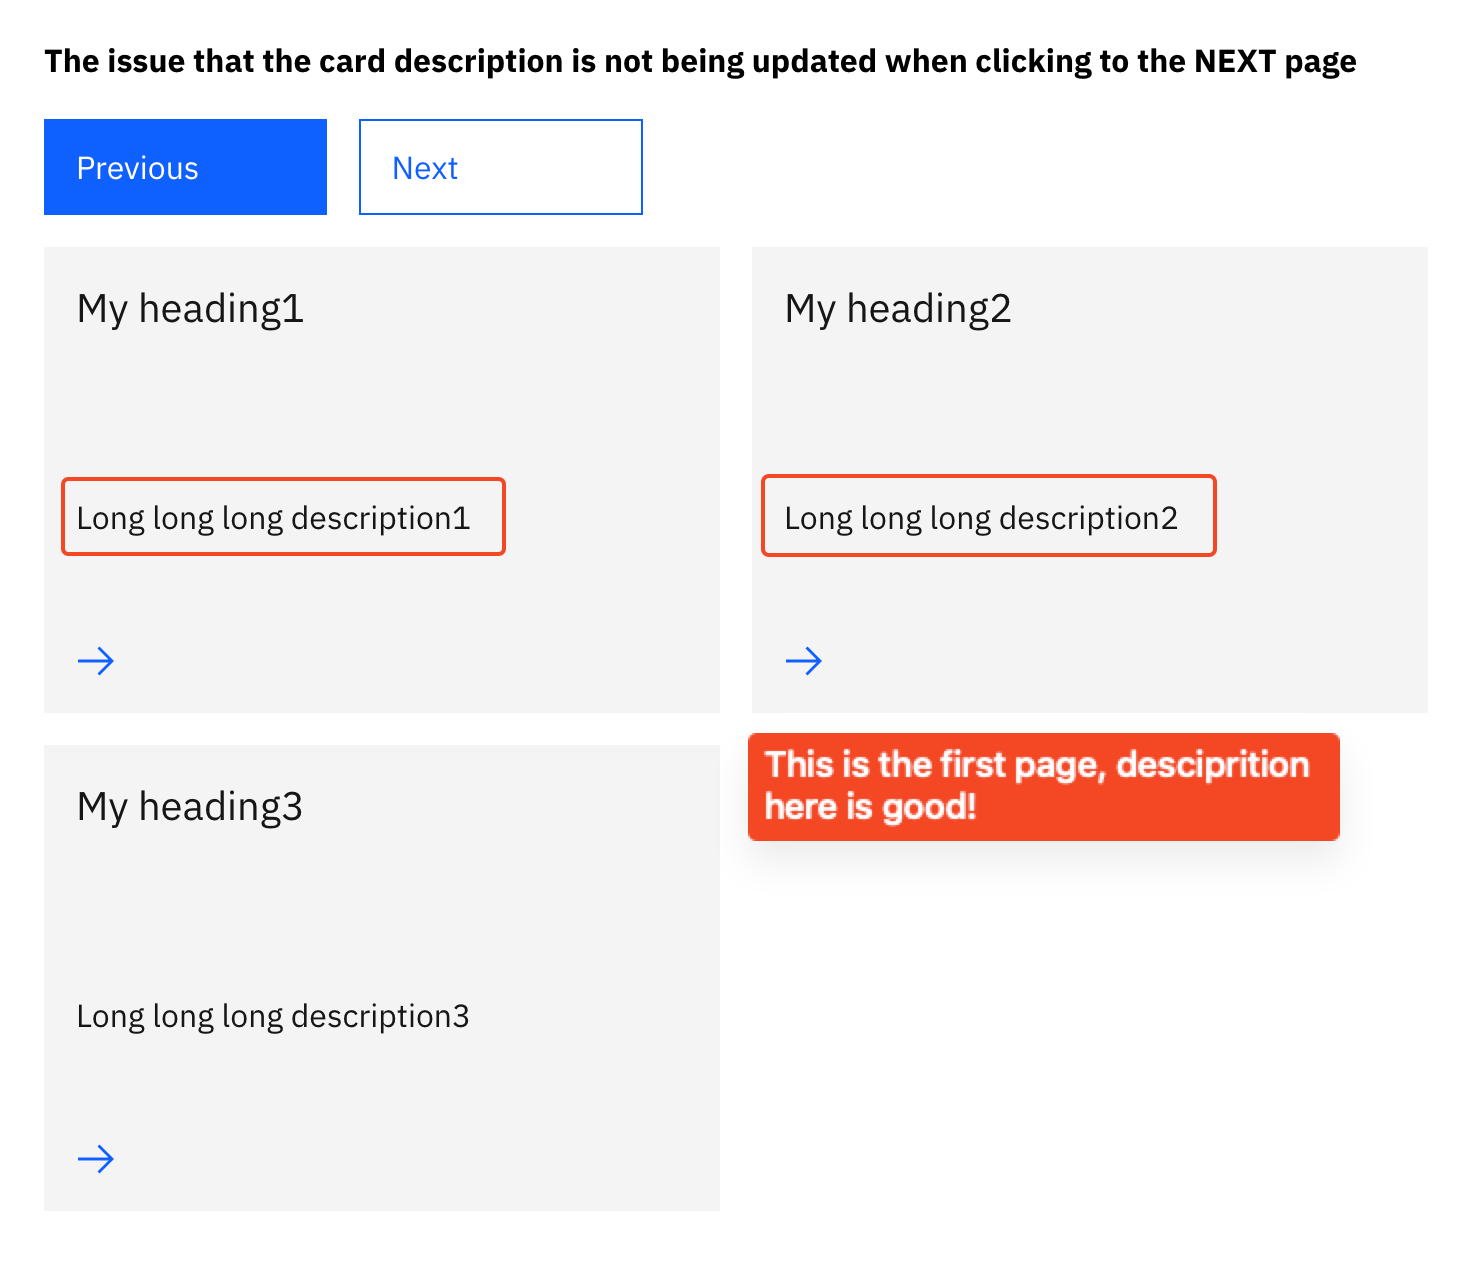 The issue that the card description is not being updated when clicking to the NEXT page
Previous
Next
My heading1
Long long long description1
My heading2
Long long long description2
My heading3
Long long long description3
This is the first page, desciprition
here is good!